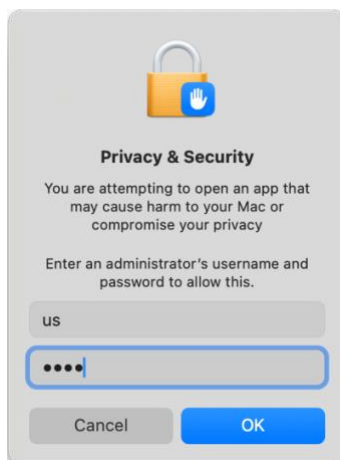 Privacy & Security
You are attempting to open an app that
may cause harm to your Mac or
compromise your privacy
Enter an administrator's username and
password to allow this.
us
••••
Cancel
OK